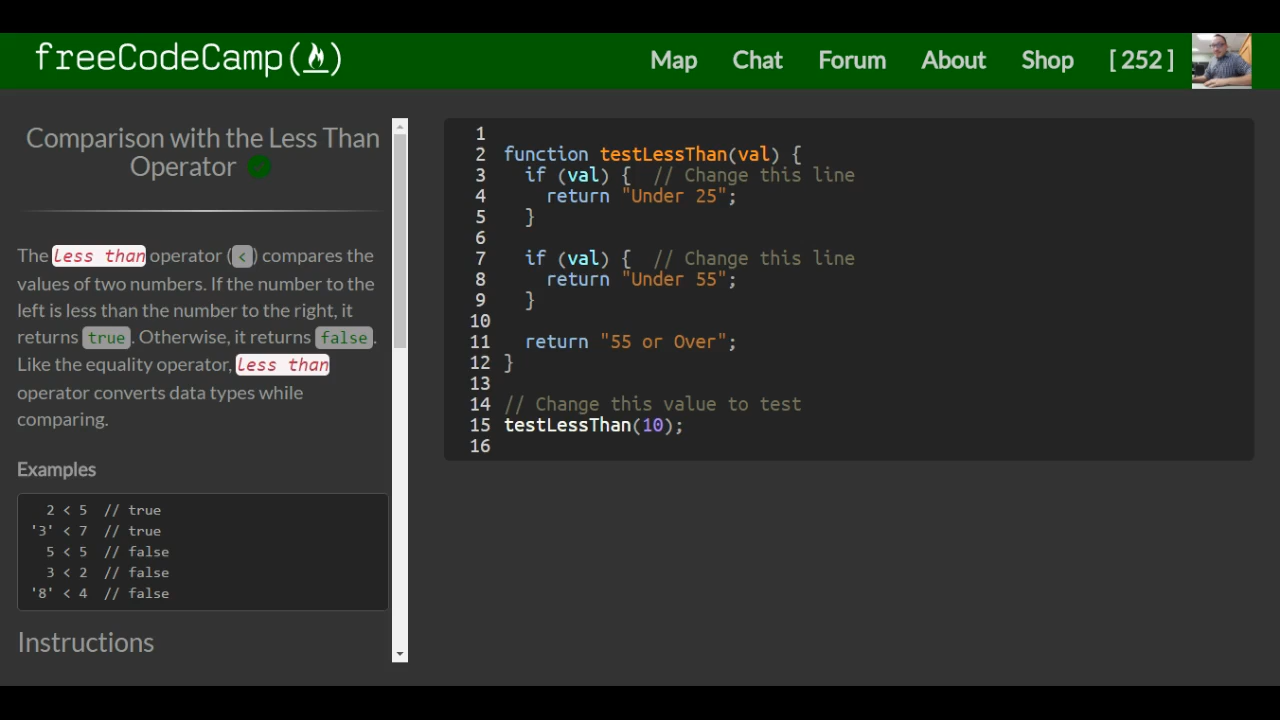 freeCodeCamp(🔥)
Map Chat Forum About Shop [ 252 ]
Comparison with the Less Than
Operator
The less than operator ( < ) compares the
values of two numbers. If the number to the
left is less than the number to the right, it
returns true . Otherwise, it returns false .
Like the equality operator, less than
operator converts data types while
comparing.
Examples
2 < 5 // true
'3' < 7 // true
5 < 5 // false
3 < 2 // false
'8' < 4 // false
Instructions
1
2 function testLessThan(val) {
3 if (val) { // Change this line
4 return "Under 25";
5 }
6
7 if (val) { // Change this line
8 return "Under 55";
9 }
10
11 return "55 or Over";
12 }
13
14 // Change this value to test
15 testLessThan(10);
16